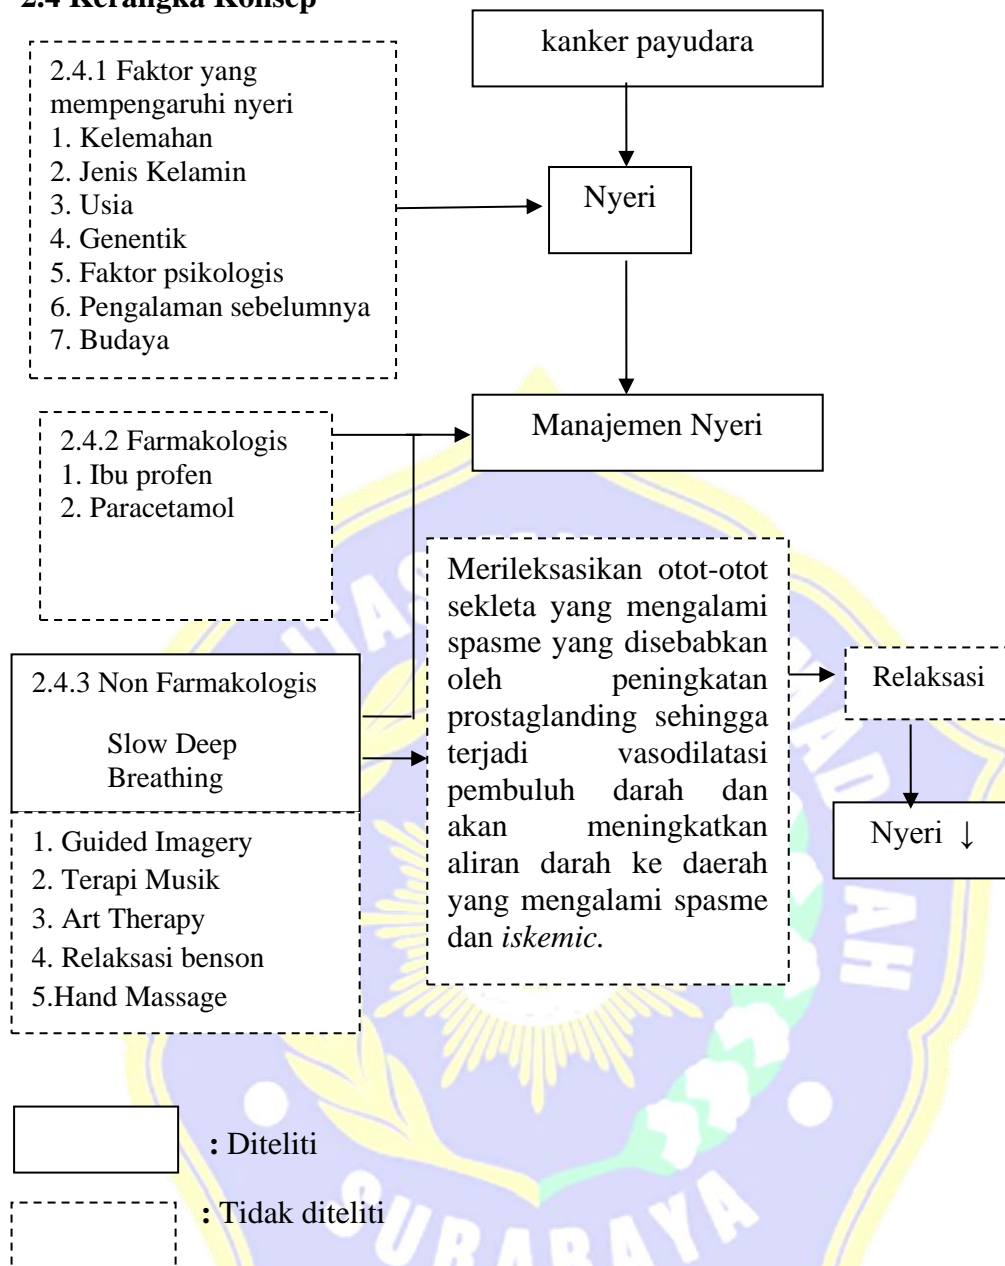 2.4 Kerangka Konsep
kanker payudara
2.4.1 Faktor yang
mempengaruhi nyeri
1. Kelemahan
2. Jenis Kelamin
3. Usia
4. Genentik
5. Faktor psikologis
6. Pengalaman sebelumnya
7. Budaya
Nyeri
Manajemen Nyeri
2.4.2 Farmakologis
1. Ibu profen
2. Paracetamol
2.4.3 Non Farmakologis
Slow Deep
Breathing
1. Guided Imagery
2. Terapi Musik
3. Art Therapy
4. Relaksasi benson
5.Hand Massage
Merileksasikan otot-otot
sekleta yang mengalami
spasme yang disebabkan
oleh peningkatan
prostaglanding sehingga
terjadi vasodilatasi
pembuluh darah dan
akan meningkatkan
aliran darah ke daerah
yang mengalami spasme
dan iskemic.
Relaksasi
Nyeri ↓
: Diteliti
: Tidak diteliti
SURABAYA